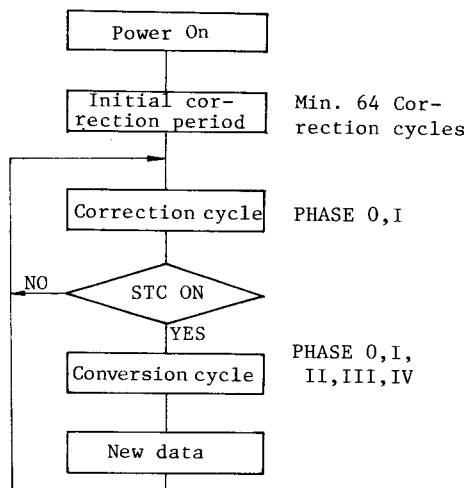 Power On
Initial cor-
rection period
Min. 64 Cor-
rection cycles
Correction cycle
PHASE 0,I
STC ON
NO
YES
Conversion cycle
PHASE 0,I,
II,III,IV
New data